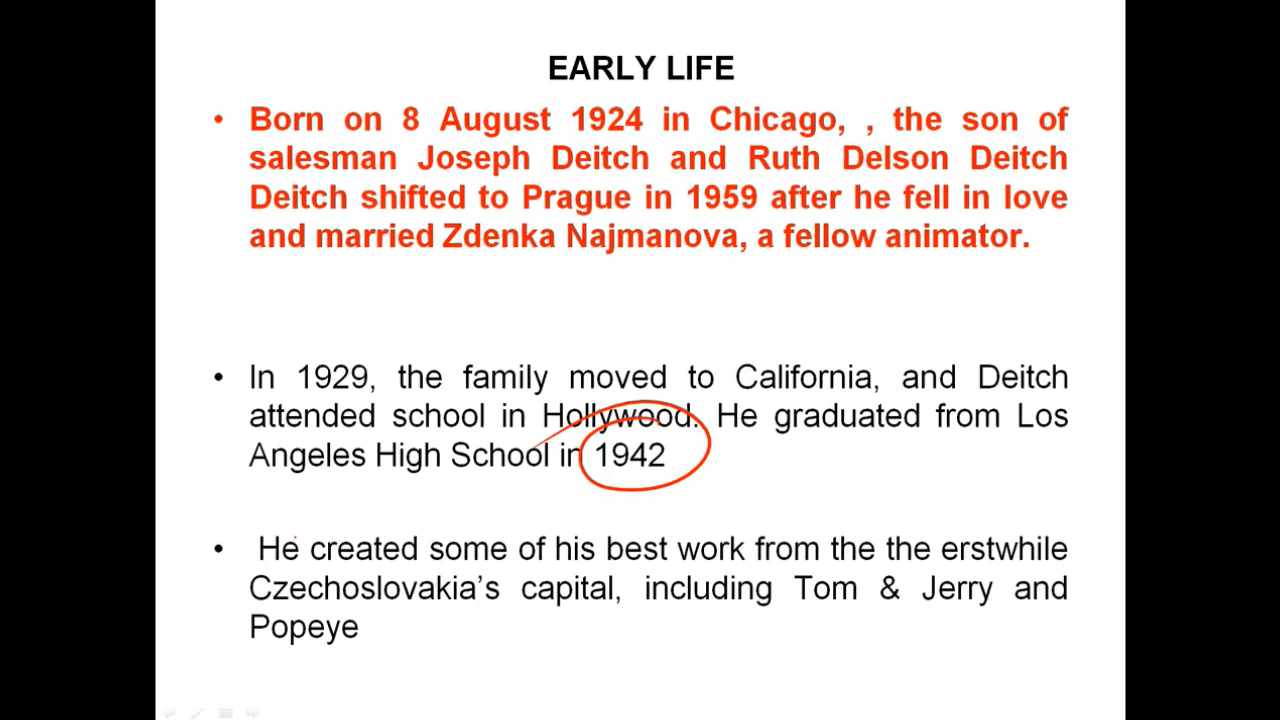 EARLY LIFE
• Born on 8 August 1924 in Chicago, , the son of
salesman Joseph Deitch and Ruth Delson Deitch
Deitch shifted to Prague in 1959 after he fell in love
and married Zdenka Najmanova, a fellow animator.
• In 1929, the family moved to California, and Deitch
attended school in Hollywood. He graduated from Los
Angeles High School in 1942
• He created some of his best work from the the erstwhile
Czechoslovakia’s capital, including Tom & Jerry and
Popeye